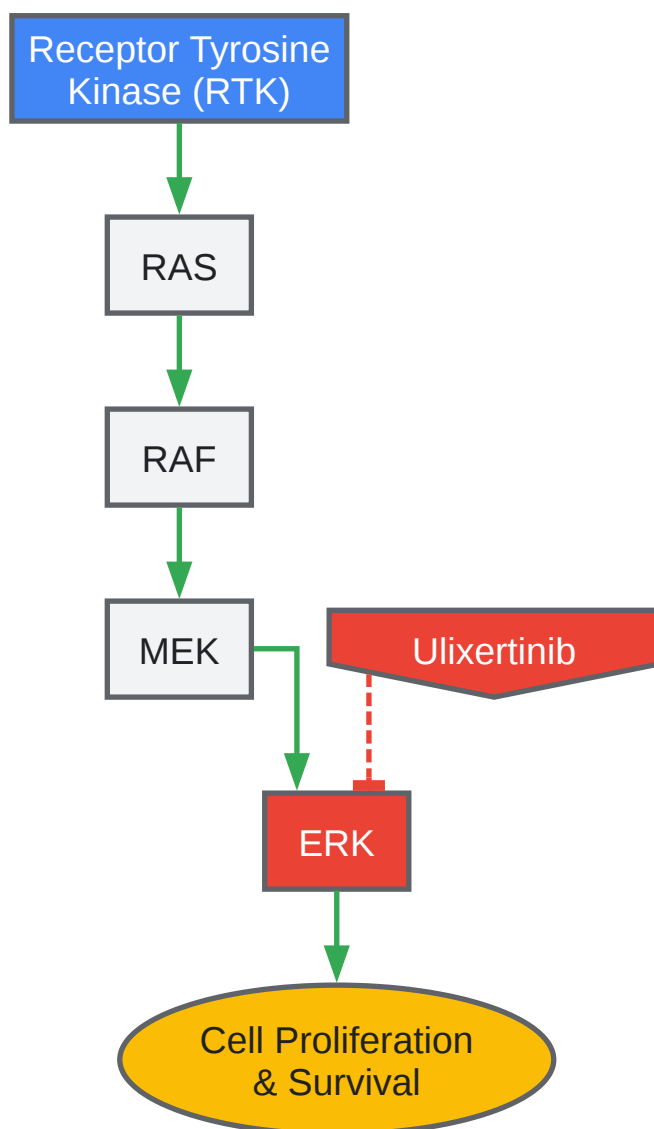 Receptor Tyrosine
Kinase (RTK)
RAS
RAF
MEK
Ulixertinib
ERK
Cell Proliferation
& Survival